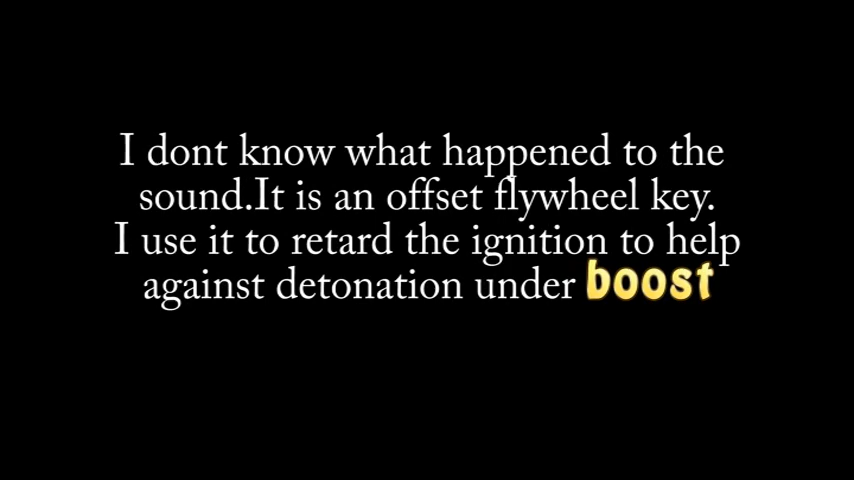 I dont know what happened to the
sound.It is an offset flywheel key.
I use it to retard the ignition to help
against detonation under boost